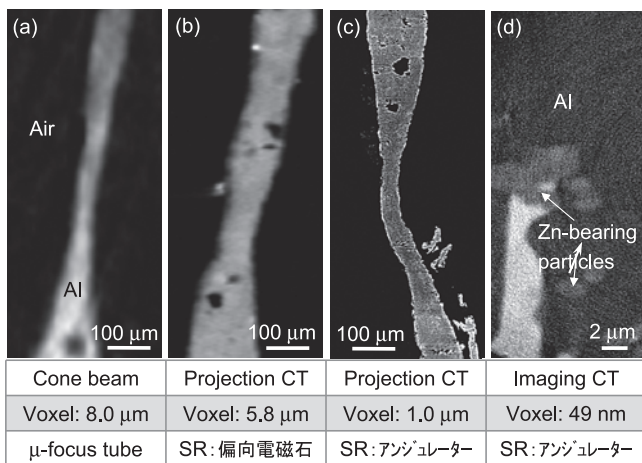 (a)
Air
Al
100 μm
(b)
100 μm
(c)
100 μm
(d)
Al
Zn-bearing
particles
2 μm
Cone beam Projection CT Projection CT Imaging CT
Voxel: 8.0 μm Voxel: 5.8 μm Voxel: 1.0 μm Voxel: 49 nm
μ-focus tube SR:偏向電磁石 SR:アンジュレーター SR:アンジュレーター